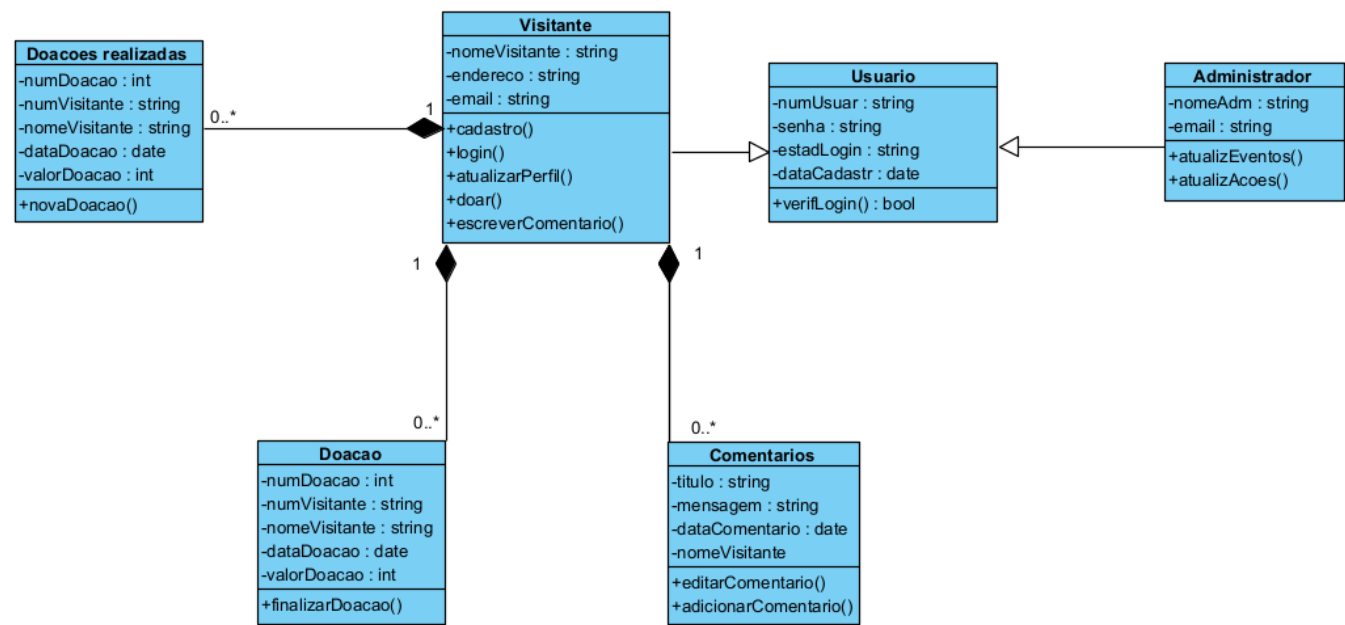 Doacoes realizadas
-numDoacao : int
-numVisitante : string
-nomeVisitante : string
-dataDoacao : date
-valorDoacao : int
+novaDoacao()
0..*
1
Visitante
-nomeVisitante : string
-endereco : string
-email : string
+cadastro()
+login()
+atualizarPerfil()
+doar()
+escreverComentario()
Usuario
-numUsuar : string
-senha : string
-estadLogin : string
-dataCadastr : date
+verifLogin() : bool
Administrador
-nomeAdm : string
-email : string
+atualizEventos()
+atualizAcoes()
1
1
0..*
0..*
Doacao
-numDoacao : int
-numVisitante : string
-nomeVisitante : string
-dataDoacao : date
-valorDoacao : int
+finalizarDoacao()
Comentarios
-titulo : string
-mensagem : string
-dataComentario : date
-nomeVisitante
+editarComentario()
+adicionarComentario()